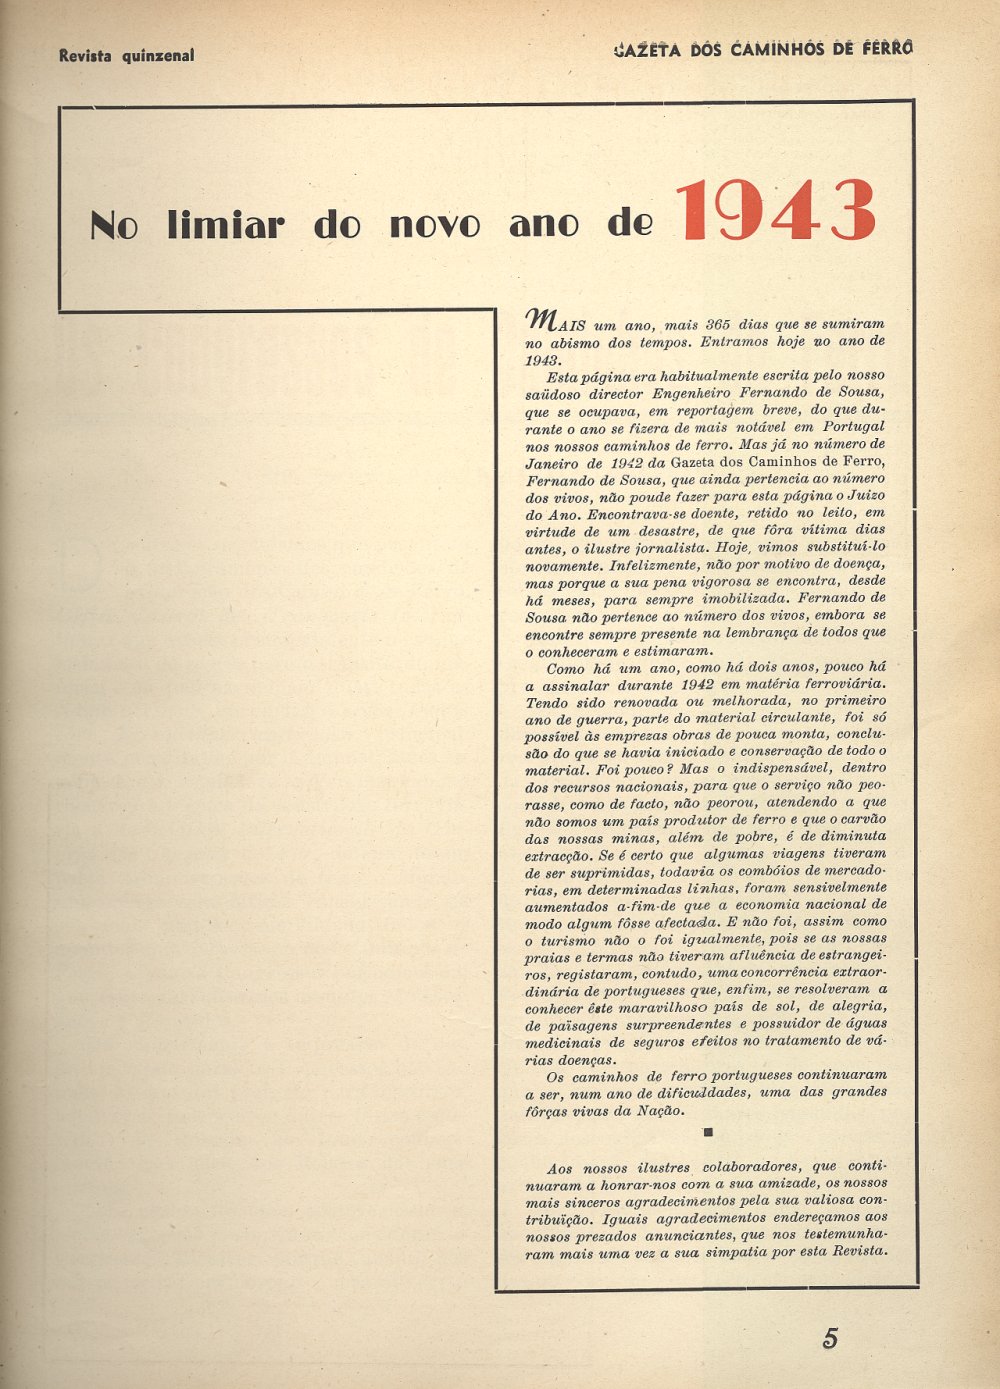 Revista quinzenal
GAZETA DOS CAMINHOS DE FERRO
No limiar do novo ano de 1943
MAIS um ano, mais 365 dias que se sumiram
no abismo dos tempos. Entramos hoje no ano de
1943.
Esta página era habitualmente escrita pelo nosso
saüdoso director Engenheiro Fernando de Sousa,
que se ocupava, em reportagem breve, do que du-
rante o ano se fizera de mais notável em Portugal
nos nossos caminhos de ferro. Mas já no número de
Janeiro de 1942 da Gazeta dos Caminhos de Ferro,
Fernando de Sousa, que ainda pertencia ao número
dos vivos, não poude fazer para esta página o Juizo
do Ano. Encontrava-se doente, retido no leito, em
virtude de um desastre, de que fôra vítima dias
antes, o ilustre jornalista. Hoje, vimos substituí-lo
novamente. Infelizmente, não por motivo de doença,
mas porque a sua pena vigorosa se encontra, desde
há meses, para sempre imobilizada. Fernando de
Sousa não pertence ao número dos vivos, embora se
encontre sempre presente na lembrança de todos que
o conheceram e estimaram.
Como há um ano, como há dois anos, pouco há
a assinalar durante 1942 em matéria ferroviária.
Tendo sido renovada ou melhorada, no primeiro
ano de guerra, parte do material circulante, foi só
possível às emprezas obras de pouca monta, conclu-
são do que se havia iniciado e conservação de todo o
material. Foi pouco? Mas o indispensável, dentro
dos recursos nacionais, para que o serviço não peo-
rasse, como de facto, não peorou, atendendo a que
não somos um país produtor de ferro e que o carvão
das nossas minas, além de pobre, é de diminuta
extracção. Se é certo que algumas viagens tiveram
de ser suprimidas, todavia os combóios de mercado-
rias, em determinadas linhas, foram sensivelmente
aumentados a-fim-de que a economia nacional de
modo algum fôsse afectada. E não foi, assim como
o turismo não o foi igualmente, pois se as nossas
praias e termas não tiveram afluência de estrangei-
ros, registaram, contudo, uma concorrência extraor-
dinária de portugueses que, enfim, se resolveram a
conhecer êste maravilhoso país de sol, de alegria,
de païsagens surpreendentes e possuidor de águas
medicinais de seguros efeitos no tratamento de vá-
rias doenças.
Os caminhos de ferro portugueses continuaram
a ser, num ano de dificuldades, uma das grandes
fôrças vivas da Nação.
Aos nossos ilustres colaboradores, que conti-
nuaram a honrar-nos com a sua amizade, os nossos
mais sinceros agradecimentos pela sua valiosa con-
tribuïção. Iguais agradecimentos endereçamos aos
nossos prezados anunciantes, que nos testemunha-
ram mais uma vez a sua simpatia por esta Revista.
5